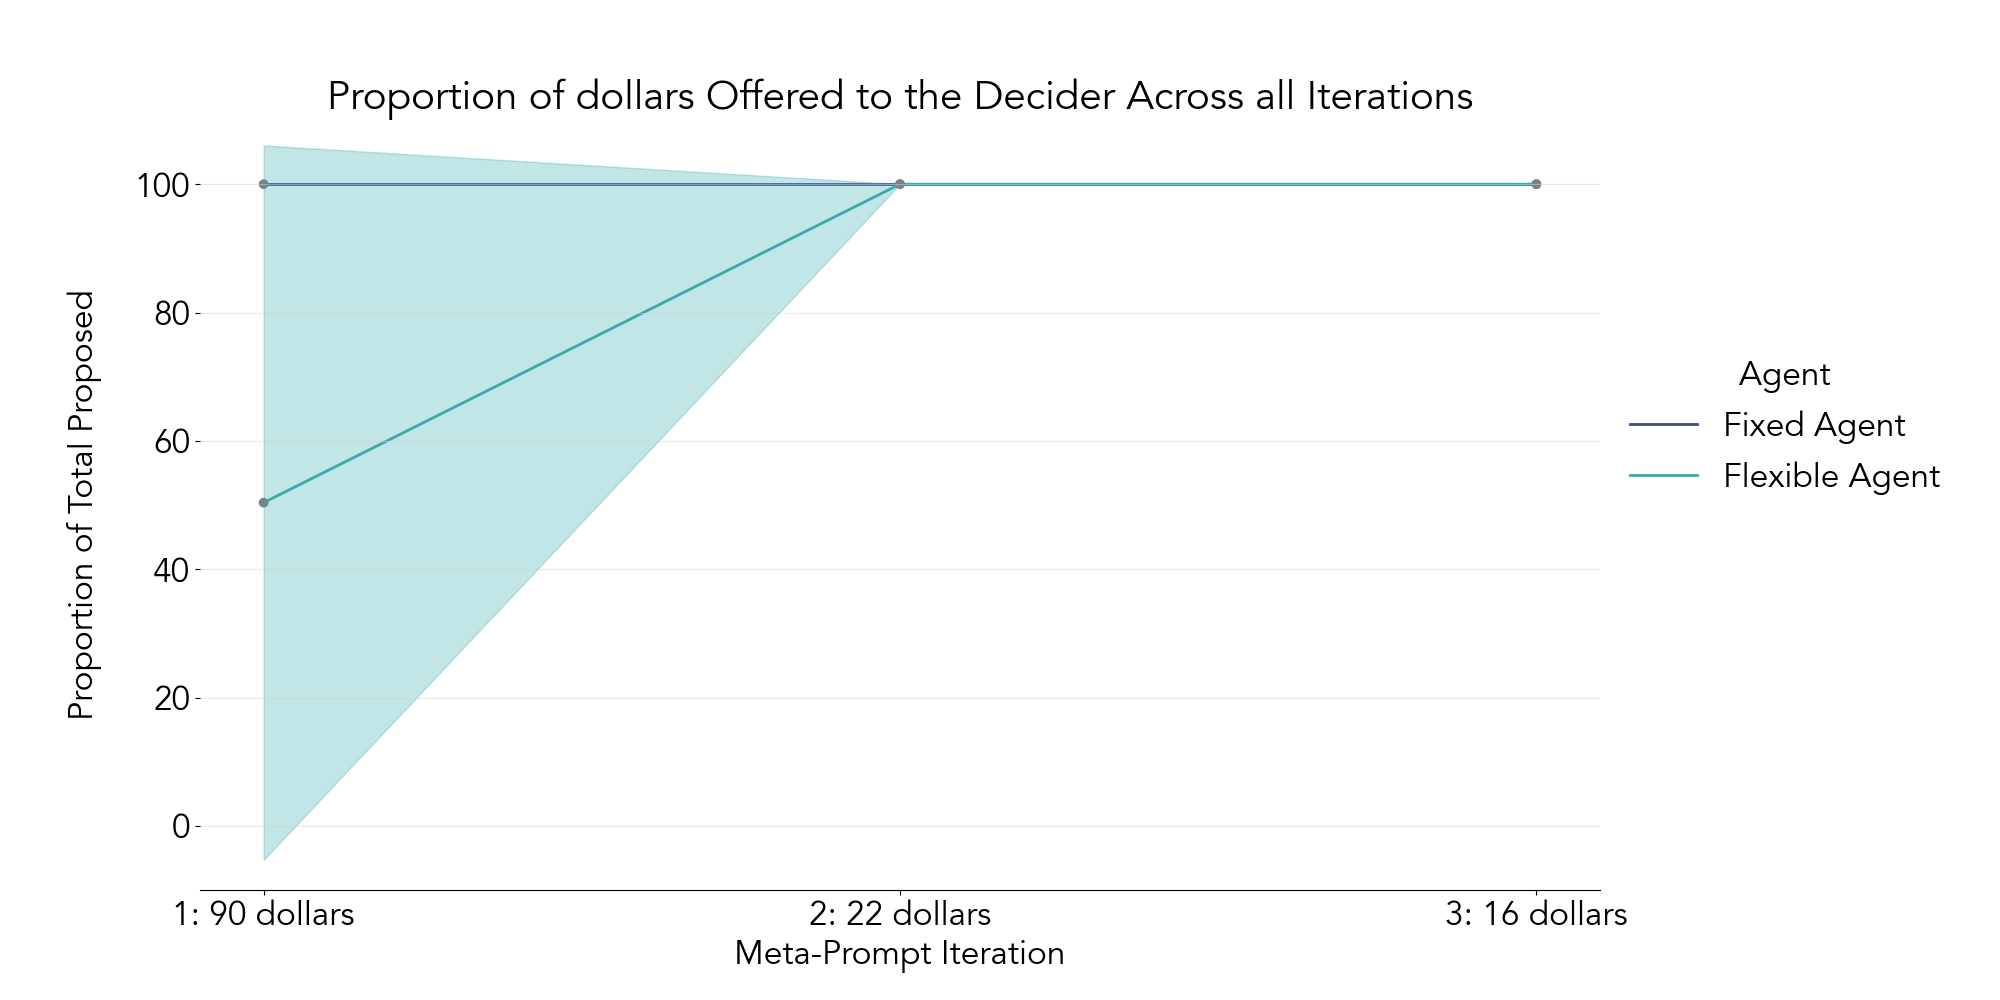 Proportion of dollars Offered to the Decider Across all Iterations
Proportion of Total Proposed
100
80
60
40
20
0
1: 90 dollars
2: 22 dollars
3: 16 dollars
Meta-Prompt Iteration
Agent
Fixed Agent
Flexible Agent